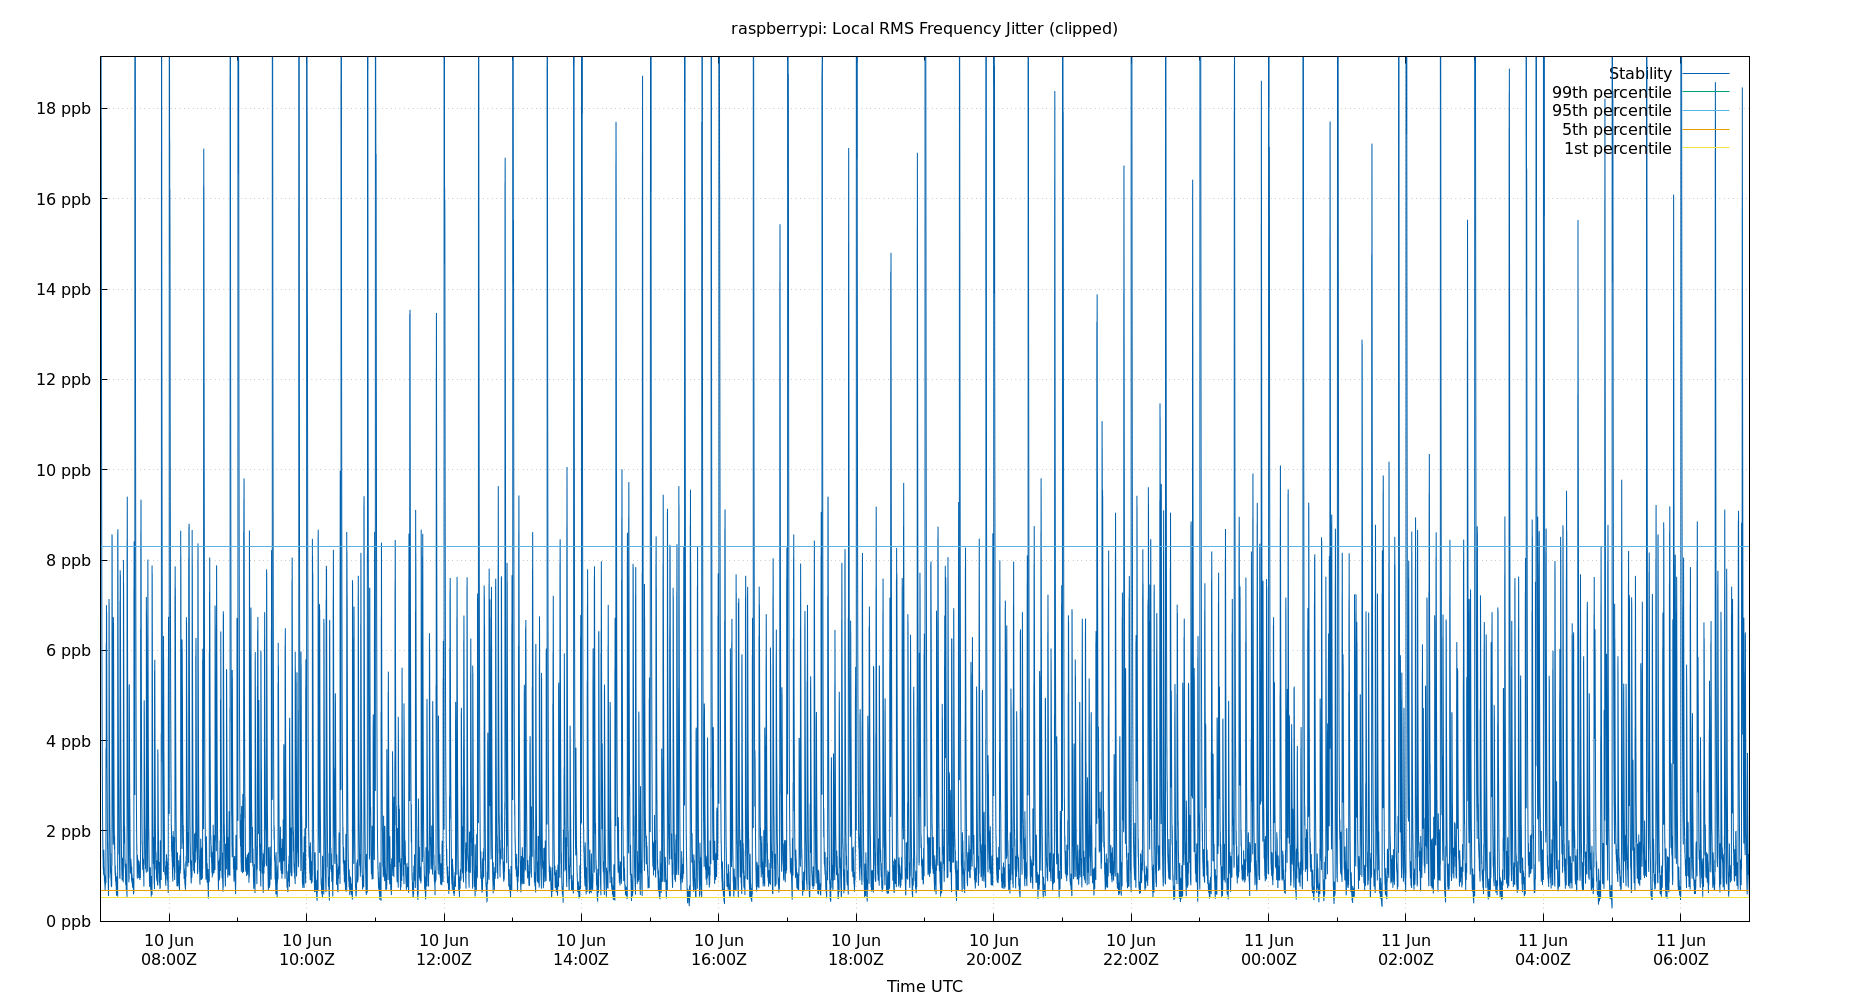 raspberrypi: Local RMS Frequency Jitter (clipped)
Stability
99th percentile
95th percentile
5th percentile
1st percentile
18 ppb
16 ppb
14 ppb
12 ppb
10 ppb
8 ppb
6 ppb
4 ppb
2 ppb
0 ppb
10 Jun 10 Jun 10 Jun 10 Jun 10 Jun 10 Jun 10 Jun 10 Jun 11 Jun 11 Jun 11 Jun 11 Jun
08:00Z 10:00Z 12:00Z 14:00Z 16:00Z 18:00Z 20:00Z 22:00Z 00:00Z 02:00Z 04:00Z 06:00Z
Time UTC